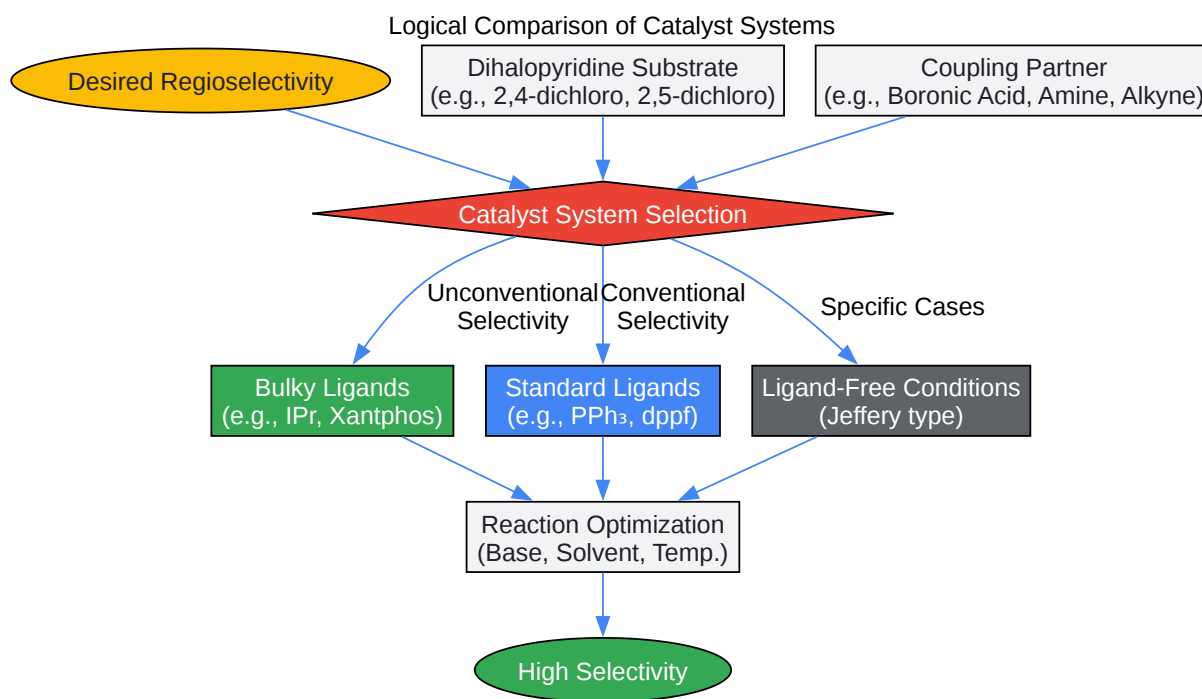 Logical Comparison of Catalyst Systems
Desired Regioselectivity
Dihalopyridine Substrate
(e.g., 2,4-dichloro, 2,5-dichloro)
Coupling Partner
(e.g., Boronic Acid, Amine, Alkyne)
Catalyst System Selection
Unconventional
Selectivity
Conventional
Selectivity
Specific Cases
Bulky Ligands
(e.g., IPr, Xantphos)
Standard Ligands
(e.g., PPh₃, dppf)
Ligand-Free Conditions
(Jeffery type)
Reaction Optimization
(Base, Solvent, Temp.)
High Selectivity